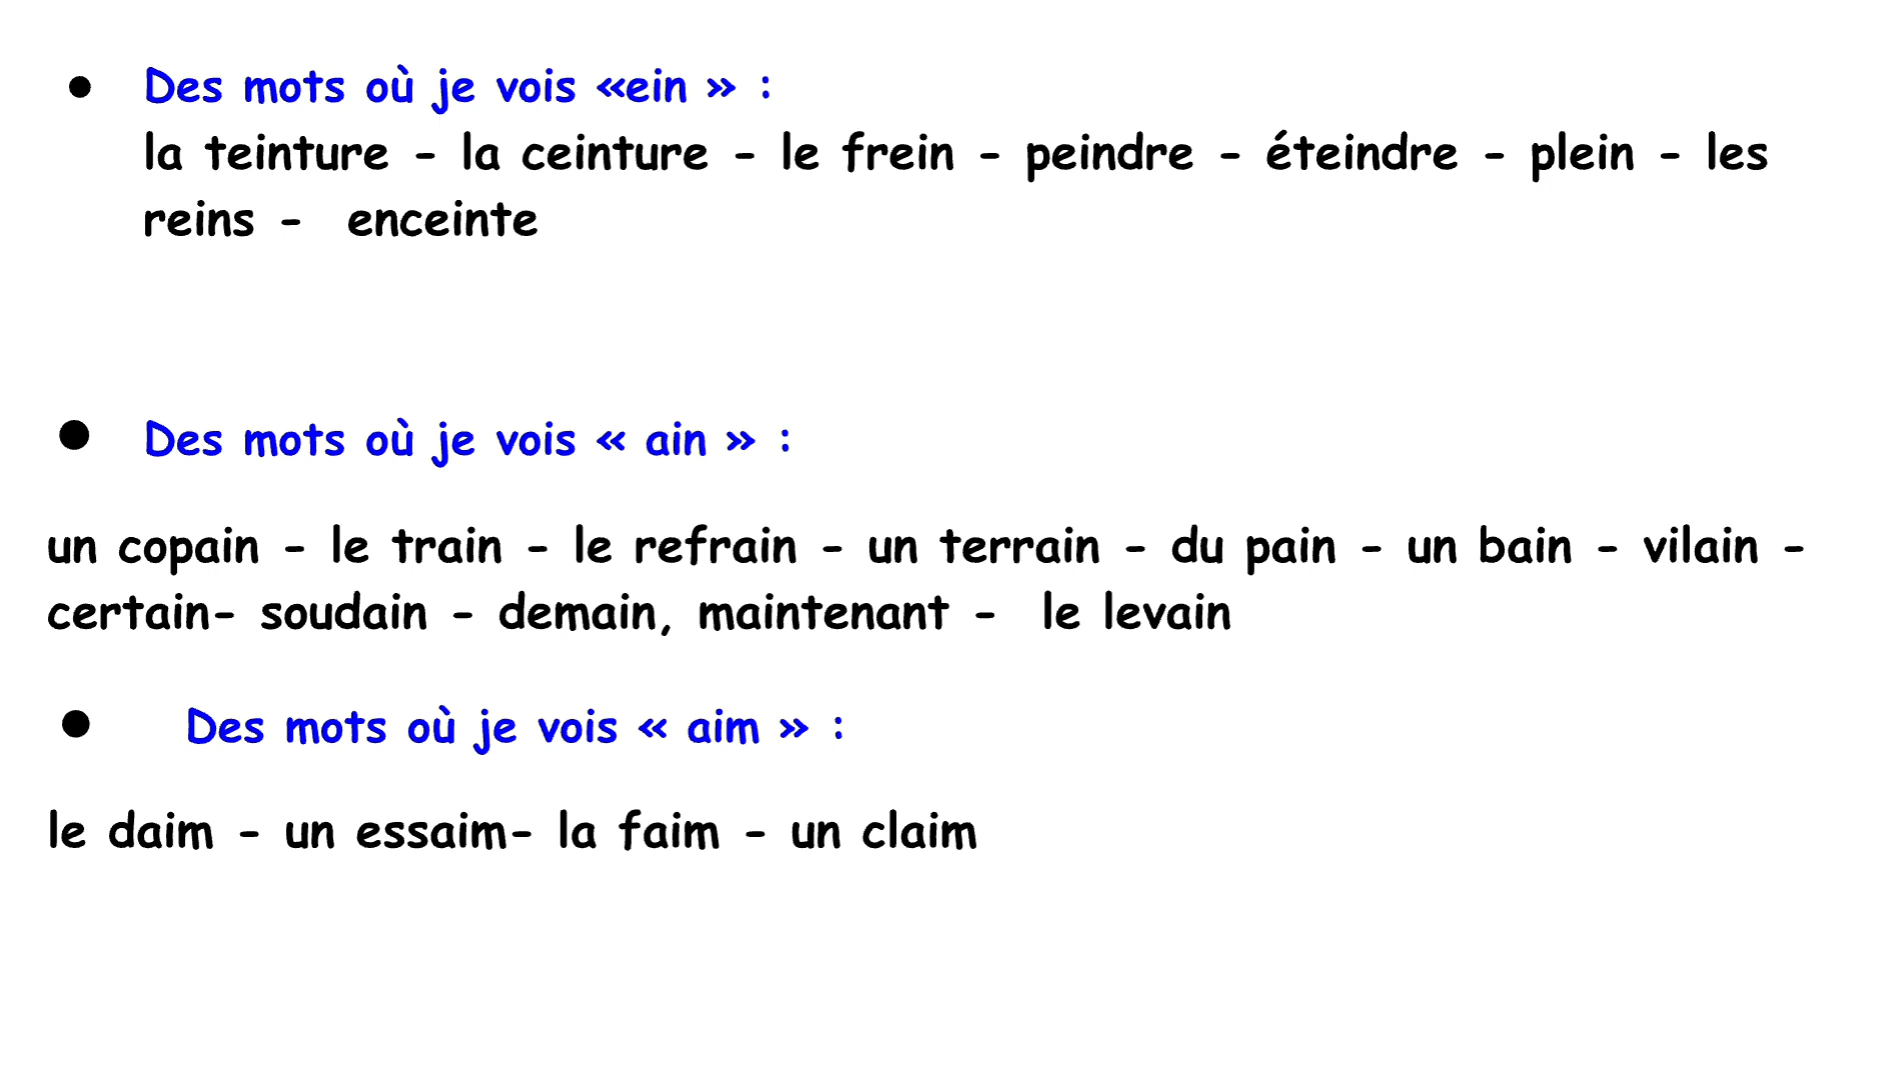 ● Des mots où je vois «ein » :
la teinture - la ceinture - le frein - peindre - éteindre - plein - les
reins - enceinte
● Des mots où je vois « ain » :
un copain - le train - le refrain - un terrain - du pain - un bain - vilain -
certain- soudain - demain, maintenant - le levain
● Des mots où je vois « aim » :
le daim - un essaim- la faim - un claim